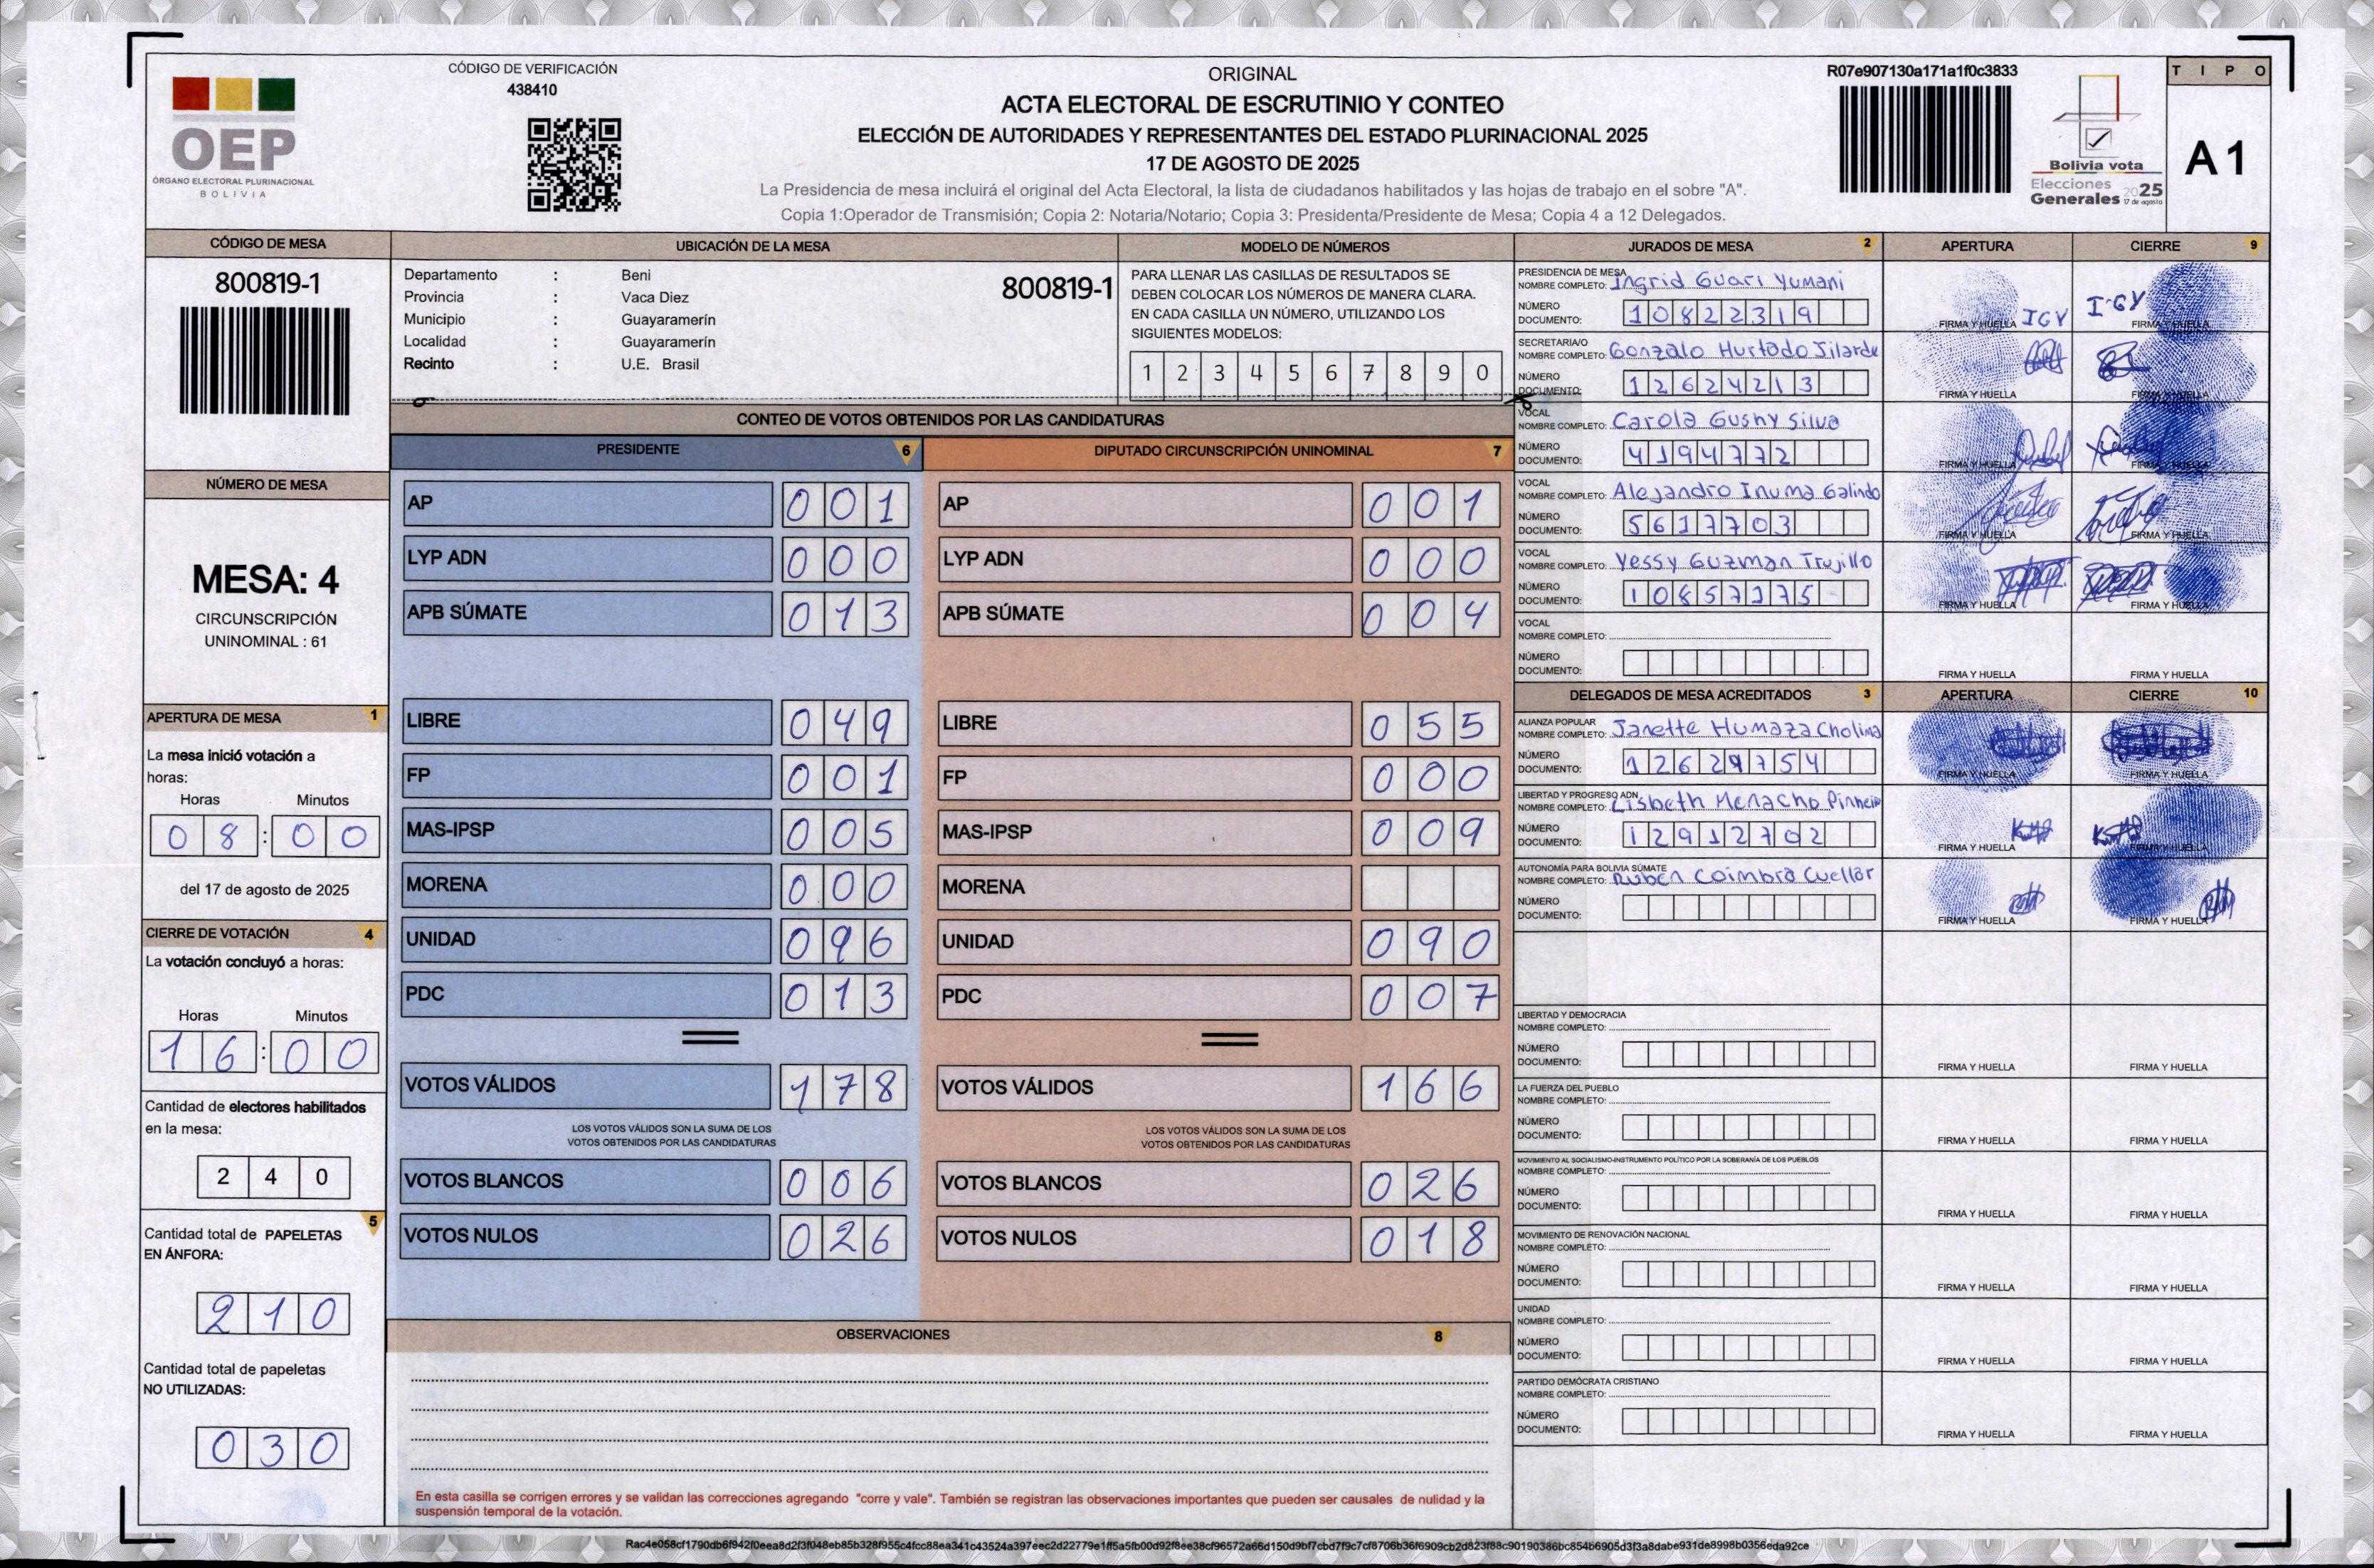 CÓDIGO DE VERIFICACIÓN
438410
OEP
ÓRGANO ELECTORAL PLURINACIONAL
BOLIVIA
ORIGINAL
ACTA ELECTORAL DE ESCRUTINIO Y CONTEO
ELECCIÓN DE AUTORIDADES Y REPRESENTANTES DEL ESTADO PLURINACIONAL 2025
17 DE AGOSTO DE 2025
La Presidencia de mesa incluirá el original del Acta Electoral, la lista de ciudadanos habilitados y las hojas de trabajo en el sobre "A".
Copia 1:Operador de Transmisión; Copia 2: Notaria/Notario; Copia 3: Presidenta/Presidente de Mesa; Copia 4 a 12 Delegados.
R07e907130a171a1f0c3833
Bolivia vota
Elecciones
Generales 2025
17 de agosto
TIPO
A1
CÓDIGO DE MESA
800819-1
UBICACIÓN DE LA MESA
Departamento : Beni
Provincia : Vaca Diez
Municipio : Guayaramerín
Localidad : Guayaramerín
Recinto : U.E. Brasil
800819-1
MODELO DE NÚMEROS
PARA LLENAR LAS CASILLAS DE RESULTADOS SE
DEBEN COLOCAR LOS NÚMEROS DE MANERA CLARA.
EN CADA CASILLA UN NÚMERO, UTILIZANDO LOS
SIGUIENTES MODELOS:
1 2 3 4 5 6 7 8 9 0
NÚMERO DE MESA
MESA: 4
CIRCUNSCRIPCIÓN
UNINOMINAL : 61
APERTURA DE MESA 1
La mesa inició votación a
horas:
Horas Minutos
08:00
del 17 de agosto de 2025
CIERRE DE VOTACIÓN 4
La votación concluyó a horas:
Horas Minutos
16:00
Cantidad de electores habilitados
en la mesa:
240
5
Cantidad total de PAPELETAS
EN ÁNFORA:
210
Cantidad total de papeletas
NO UTILIZADAS:
030
CONTEO DE VOTOS OBTENIDOS POR LAS CANDIDATURAS
PRESIDENTE 6
AP 001
LYP ADN 000
APB SÚMATE 013
LIBRE 049
FP 001
MAS-IPSP 005
MORENA 000
UNIDAD 096
PDC 013
VOTOS VÁLIDOS 178
LOS VOTOS VÁLIDOS SON LA SUMA DE LOS
VOTOS OBTENIDOS POR LAS CANDIDATURAS
VOTOS BLANCOS 006
VOTOS NULOS 026
DIPUTADO CIRCUNSCRIPCIÓN UNINOMINAL 7
AP 001
LYP ADN 000
APB SÚMATE 004
LIBRE 055
FP 000
MAS-IPSP 009
MORENA
UNIDAD 090
PDC 007
VOTOS VÁLIDOS 166
LOS VOTOS VÁLIDOS SON LA SUMA DE LOS
VOTOS OBTENIDOS POR LAS CANDIDATURAS
VOTOS BLANCOS 026
VOTOS NULOS 018
OBSERVACIONES 8
En esta casilla se corrigen errores y se validan las correcciones agregando "corre y vale". También se registran las observaciones importantes que pueden ser causales de nulidad y la
suspensión temporal de la votación.
JURADOS DE MESA 2 APERTURA CIERRE 9
PRESIDENCIA DE MESA
NOMBRE COMPLETO: Ingrid Guari Yumani
NÚMERO
DOCUMENTO: 10822319
IGY IGY
FIRMA Y HUELLA FIRMA Y HUELLA
SECRETARIA/O
NOMBRE COMPLETO: Gonzalo Hurtado Jilarde
NÚMERO
DOCUMENTO: 12624213
FIRMA Y HUELLA FIRMA Y HUELLA
VOCAL
NOMBRE COMPLETO: Carola Gushy Silva
NÚMERO
DOCUMENTO: 4194772
FIRMA Y HUELLA FIRMA Y HUELLA
VOCAL
NOMBRE COMPLETO: Alejandro Inuma Galindo
NÚMERO
DOCUMENTO: 5617703
FIRMA Y HUELLA FIRMA Y HUELLA
VOCAL
NOMBRE COMPLETO: Yessy Guzman Trujillo
NÚMERO
DOCUMENTO: 10857175
FIRMA Y HUELLA FIRMA Y HUELLA
VOCAL
NOMBRE COMPLETO:
NÚMERO
DOCUMENTO:
FIRMA Y HUELLA FIRMA Y HUELLA
DELEGADOS DE MESA ACREDITADOS 3 APERTURA CIERRE 10
ALIANZA POPULAR
NOMBRE COMPLETO: Janette Humaza Cholima
NÚMERO
DOCUMENTO: 12629754
FIRMA Y HUELLA FIRMA Y HUELLA
LIBERTAD Y PROGRESO ADN
NOMBRE COMPLETO: Lisbeth Menacho Pinheiro
NÚMERO
DOCUMENTO: 12912702
FIRMA Y HUELLA FIRMA Y HUELLA
AUTONOMÍA PARA BOLIVIA SÚMATE
NOMBRE COMPLETO: Ruben Coimbra Cuellar
NÚMERO
DOCUMENTO:
FIRMA Y HUELLA FIRMA Y HUELLA
LIBERTAD Y DEMOCRACIA
NOMBRE COMPLETO:
NÚMERO
DOCUMENTO:
FIRMA Y HUELLA FIRMA Y HUELLA
LA FUERZA DEL PUEBLO
NOMBRE COMPLETO:
NÚMERO
DOCUMENTO:
FIRMA Y HUELLA FIRMA Y HUELLA
MOVIMIENTO AL SOCIALISMO-INSTRUMENTO POLÍTICO POR LA SOBERANÍA DE LOS PUEBLOS
NOMBRE COMPLETO:
NÚMERO
DOCUMENTO:
FIRMA Y HUELLA FIRMA Y HUELLA
MOVIMIENTO DE RENOVACIÓN NACIONAL
NOMBRE COMPLETO:
NÚMERO
DOCUMENTO:
FIRMA Y HUELLA FIRMA Y HUELLA
UNIDAD
NOMBRE COMPLETO:
NÚMERO
DOCUMENTO:
FIRMA Y HUELLA FIRMA Y HUELLA
PARTIDO DEMÓCRATA CRISTIANO
NOMBRE COMPLETO:
NÚMERO
DOCUMENTO:
FIRMA Y HUELLA FIRMA Y HUELLA